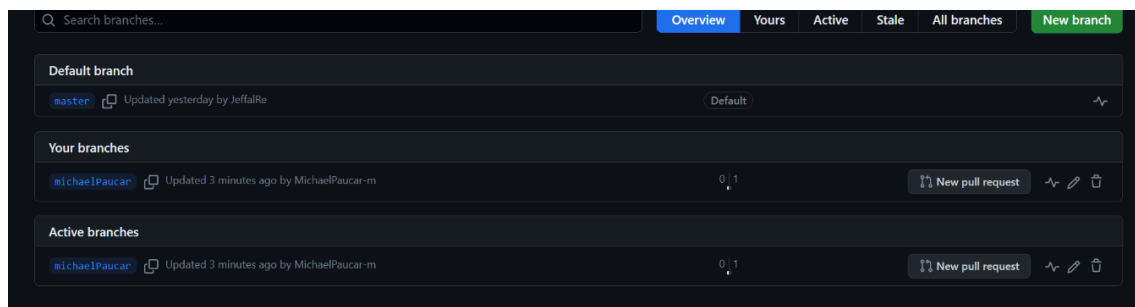 Search branches... Overview Yours Active Stale All branches New branch
Default branch
master Updated yesterday by JeffalRe Default
Your branches
michaelPaucar Updated 3 minutes ago by MichaelPaucar-m 0 1 New pull request
Active branches
michaelPaucar Updated 3 minutes ago by MichaelPaucar-m 0 1 New pull request